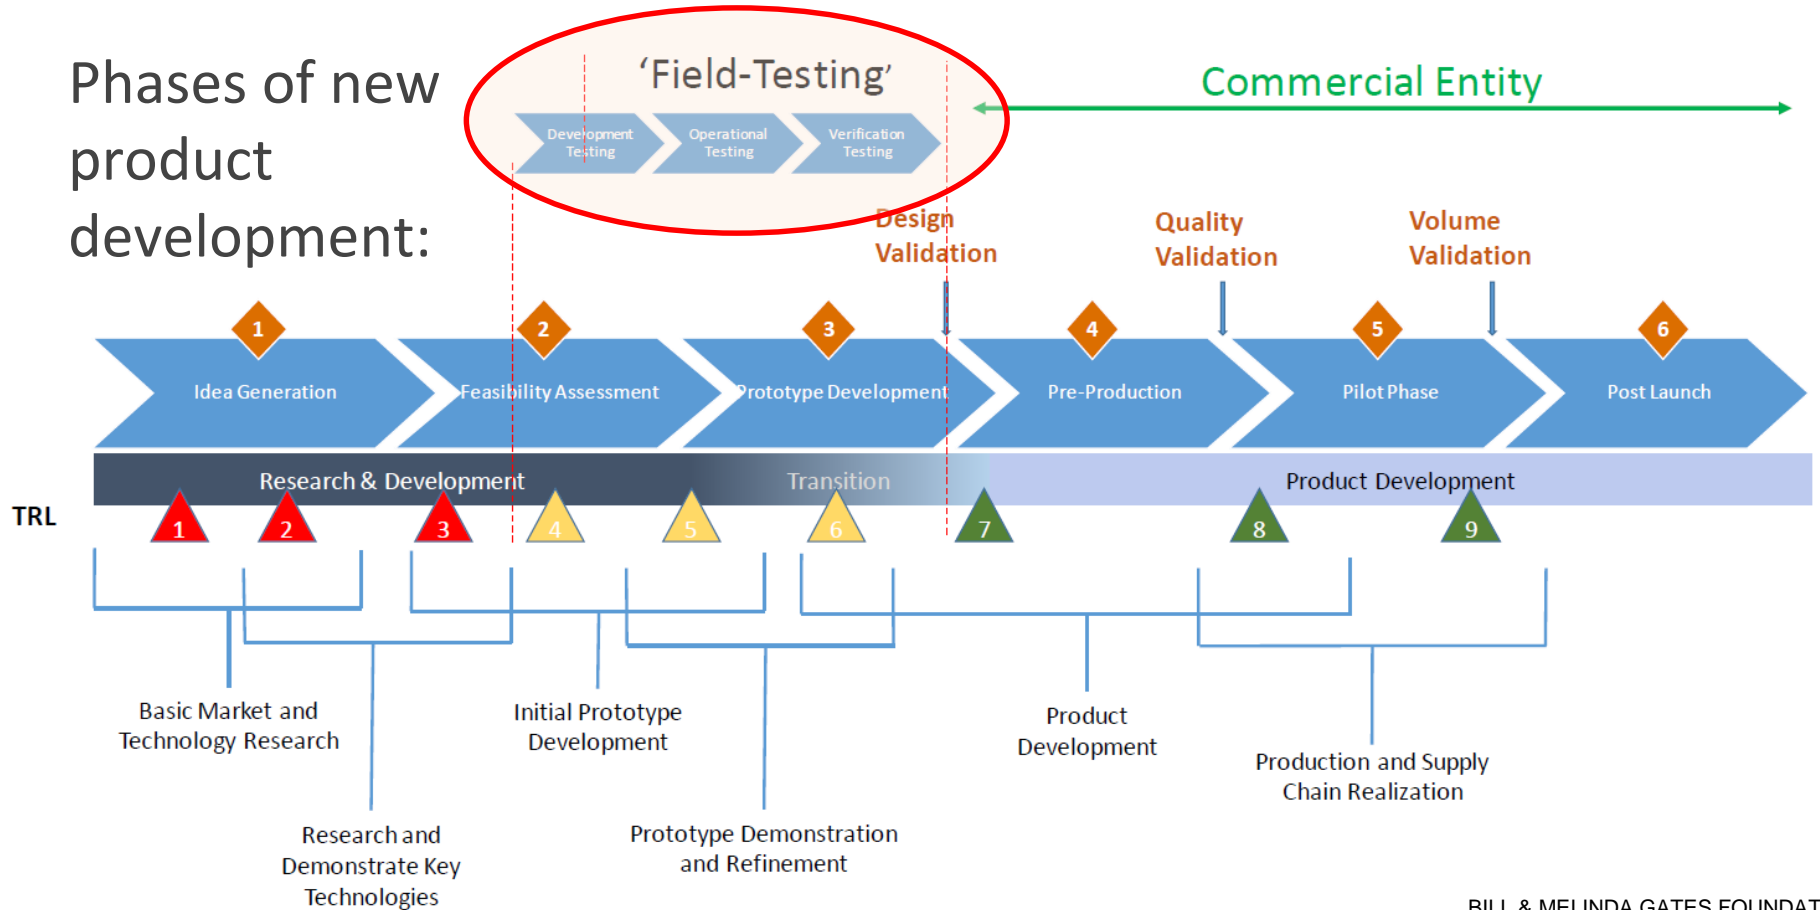 Phases of new
product
development:
'Field-Testing'
Development
Testing
Operational
Testing
Verification
Testing
Commercial Entity
Design
Validation
Quality
Validation
Volume
Validation
1
2
3
4
5
6
Idea Generation
Feasibility Assessment
Prototype Development
Pre-Production
Pilot Phase
Post Launch
Research & Development
Transition
Product Development
TRL
1
2
3
4
5
6
7
8
9
Basic Market and
Technology Research
Initial Prototype
Development
Product
Development
Production and Supply
Chain Realization
Research and
Demonstrate Key
Technologies
Prototype Demonstration
and Refinement
BILL & MELINDA GATES FOUNDAT